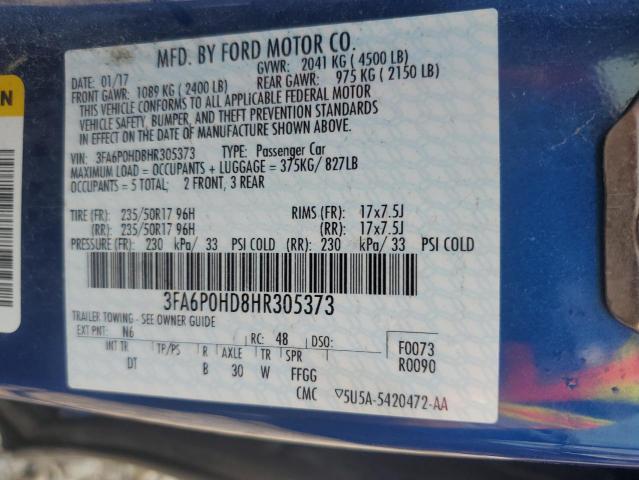 MFD. BY FORD MOTOR CO.
DATE: 01/17 GVWR: 2041 KG ( 4500 LB)
FRONT GAWR: 1089 KG ( 2400 LB) REAR GAWR: 975 KG ( 2150 LB)
THIS VEHICLE CONFORMS TO ALL APPLICABLE FEDERAL MOTOR
VEHICLE SAFETY, BUMPER, AND THEFT PREVENTION STANDARDS
IN EFFECT ON THE DATE OF MANUFACTURE SHOWN ABOVE.
VIN: 3FA6P0HD8HR305373 TYPE: Passenger Car
MAXIMUM LOAD = OCCUPANTS + LUGGAGE = 375KG/ 827LB
OCCUPANTS = 5 TOTAL; 2 FRONT, 3 REAR
TIRE (FR): 235/50R17 96H RIMS (FR): 17x7.5J
(RR): 235/50R17 96H (RR): 17x7.5J
PRESSURE (FR): 230 kPa/ 33 PSI COLD (RR): 230 kPa/ 33 PSI COLD
3FA6P0HD8HR305373
TRAILER TOWING - SEE OWNER GUIDE
EXT PNT: N6 RC: 48 DSO: F0073
INT TR TP/PS R AXLE TR SPR R0090
DT B 30 W FFGG
CMC ▽5U5A-5420472-AA